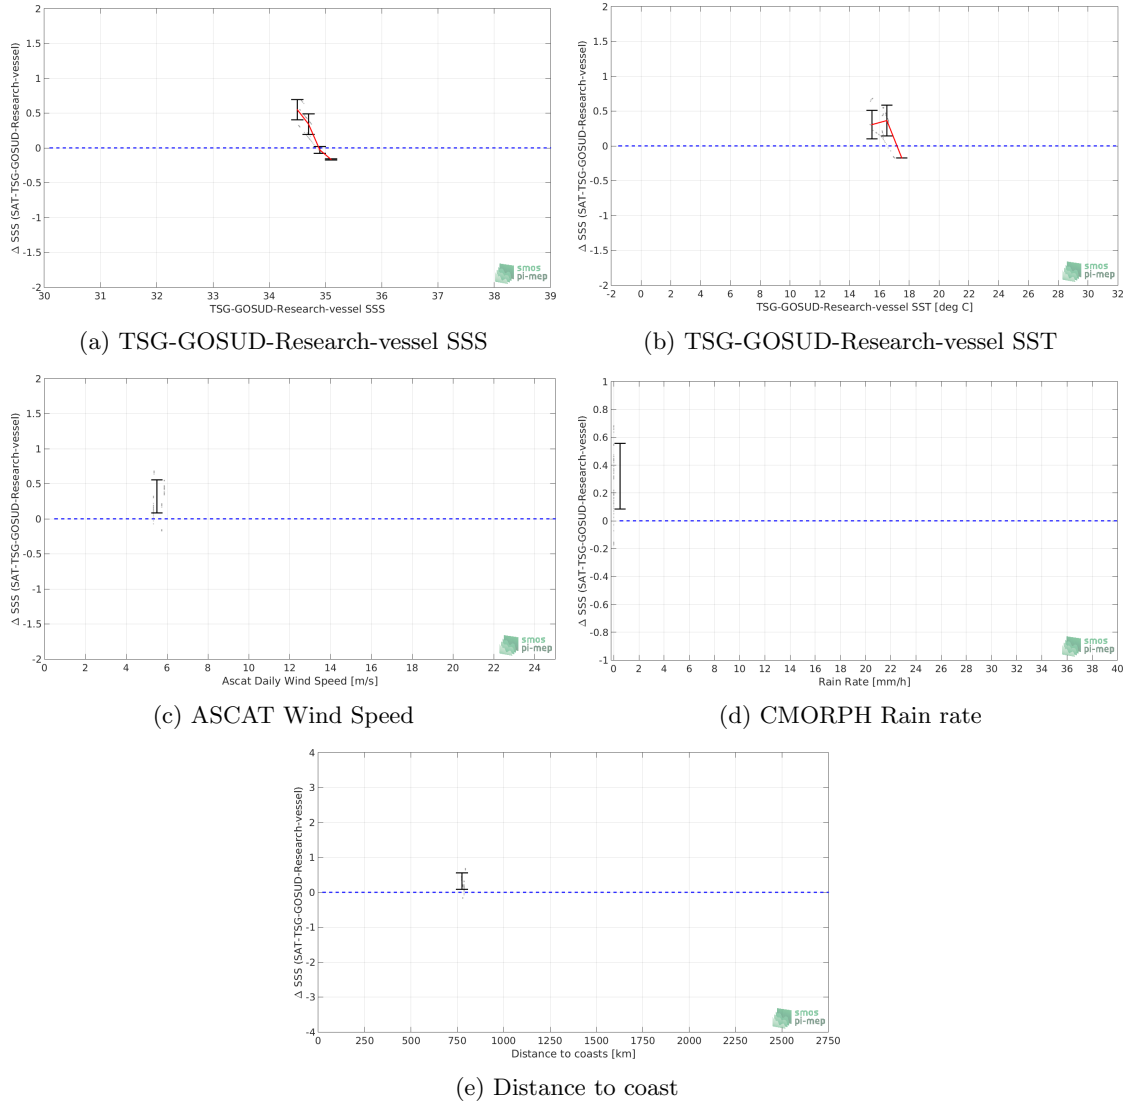 2
1.5
1
0.5
0
-0.5
-1
-1.5
-2
Δ SSS (SAT-TSG-GOSUD-Research-vessel)
30 31 32 33 34 35 36 37 38 39
TSG-GOSUD-Research-vessel SSS
smos
pi-mep
(a) TSG-GOSUD-Research-vessel SSS
2
1.5
1
0.5
0
-0.5
-1
-1.5
-2
Δ SSS (SAT-TSG-GOSUD-Research-vessel)
-2 0 2 4 6 8 10 12 14 16 18 20 22 24 26 28 30 32
TSG-GOSUD-Research-vessel SST [deg C]
smos
pi-mep
(b) TSG-GOSUD-Research-vessel SST
2
1.5
1
0.5
0
-0.5
-1
-1.5
-2
Δ SSS (SAT-TSG-GOSUD-Research-vessel)
0 2 4 6 8 10 12 14 16 18 20 22 24
Ascat Daily Wind Speed [m/s]
smos
pi-mep
(c) ASCAT Wind Speed
1
0.8
0.6
0.4
0.2
0
-0.2
-0.4
-0.6
-0.8
-1
Δ SSS (SAT-TSG-GOSUD-Research-vessel)
0 2 4 6 8 10 12 14 16 18 20 22 24 26 28 30 32 34 36 38 40
Rain Rate [mm/h]
smos
pi-mep
(d) CMORPH Rain rate
4
3
2
1
0
-1
-2
-3
-4
Δ SSS (SAT-TSG-GOSUD-Research-vessel)
0 250 500 750 1000 1250 1500 1750 2000 2250 2500 2750
Distance to coasts [km]
smos
pi-mep
(e) Distance to coast